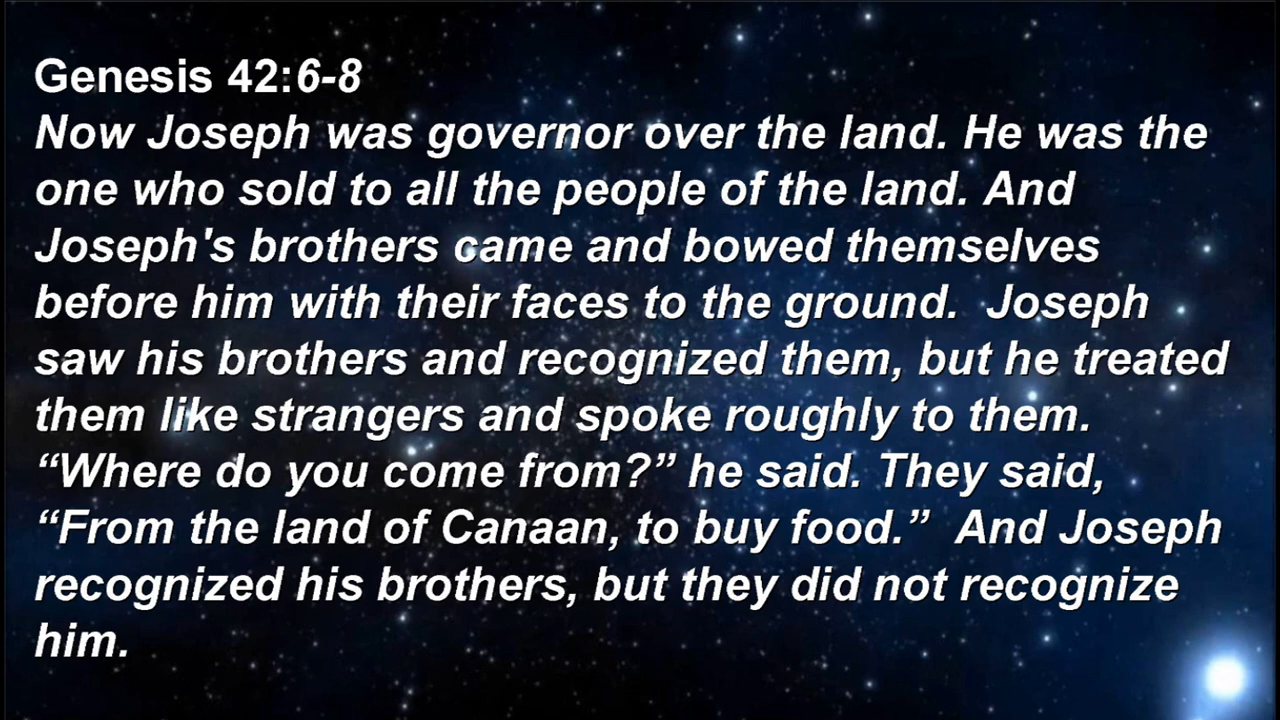 Genesis 42:6-8
Now Joseph was governor over the land. He was the
one who sold to all the people of the land. And
Joseph's brothers came and bowed themselves
before him with their faces to the ground.  Joseph
saw his brothers and recognized them, but he treated
them like strangers and spoke roughly to them.
“Where do you come from?” he said. They said,
“From the land of Canaan, to buy food.”  And Joseph
recognized his brothers, but they did not recognize
him.